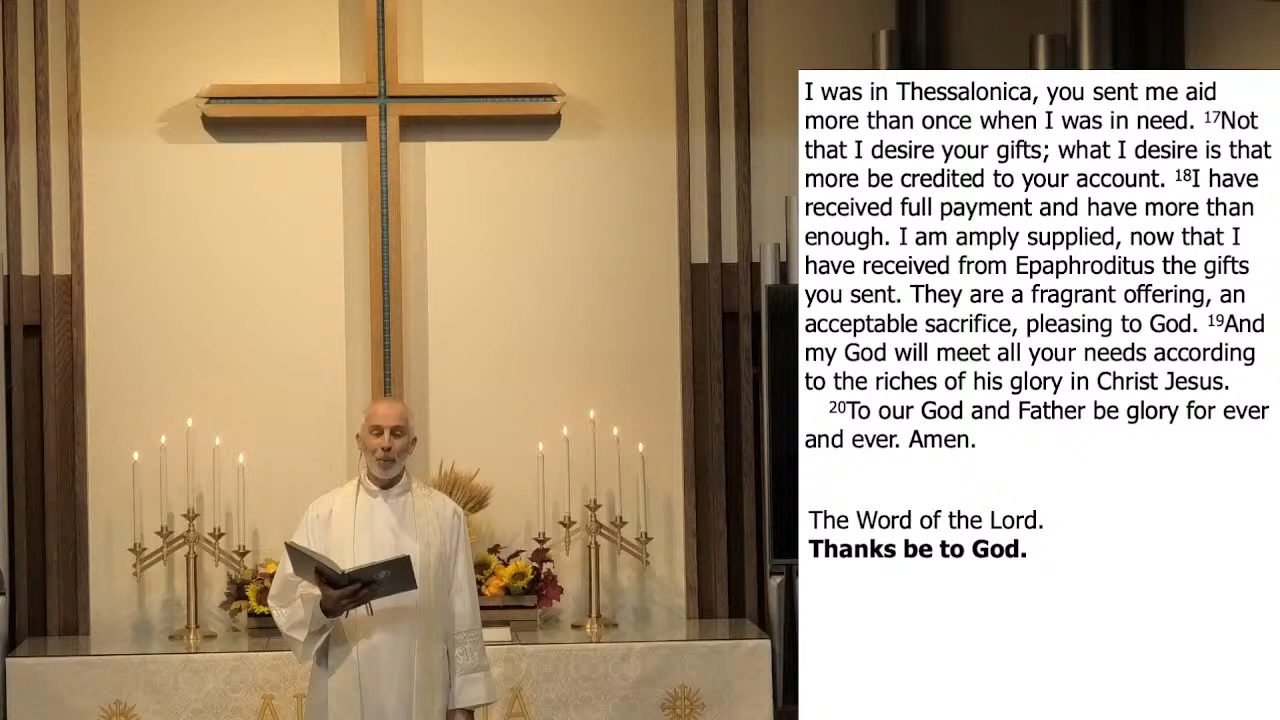 I was in Thessalonica, you sent me aid
more than once when I was in need. ¹⁷Not
that I desire your gifts; what I desire is that
more be credited to your account. ¹⁸I have
received full payment and have more than
enough. I am amply supplied, now that I
have received from Epaphroditus the gifts
you sent. They are a fragrant offering, an
acceptable sacrifice, pleasing to God. ¹⁹And
my God will meet all your needs according
to the riches of his glory in Christ Jesus.
²⁰To our God and Father be glory for ever
and ever. Amen.
The Word of the Lord.
Thanks be to God.